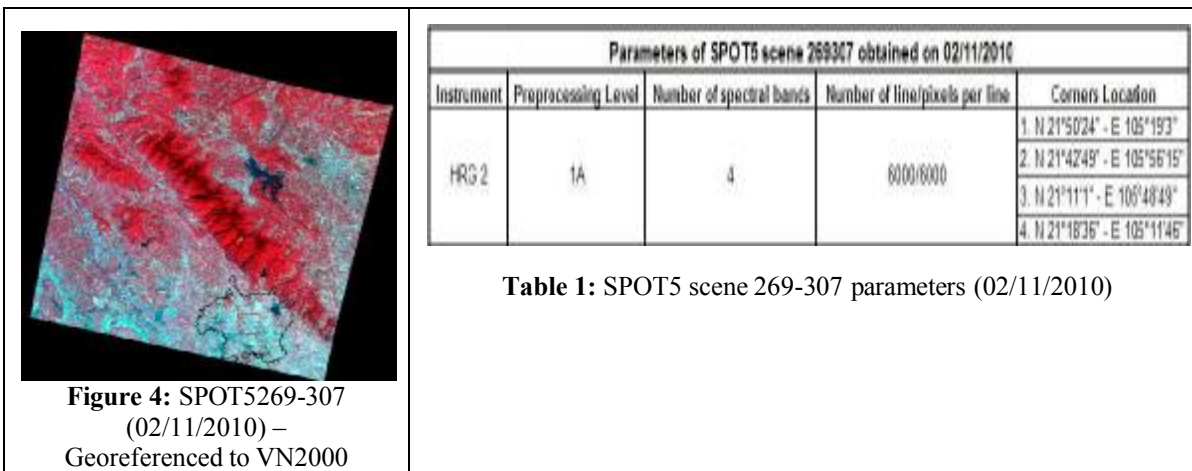 Figure 4: SPOT5269-307
(02/11/2010) –
Georeferenced to VN2000
Parameters of SPOT5 scene 269307 obtained on 02/11/2010
Instrument Preprocessing Level Number of spectral bands Number of line/pixels per line Corners Location
HRG 2 1A 4 6000/6000
1. N 21°50'24" - E 105°19'3"
2. N 21°42'49" - E 105°56'15"
3. N 21°11'1" - E 105°48'49"
4. N 21°18'36" - E 105°11'46"
Table 1: SPOT5 scene 269-307 parameters (02/11/2010)